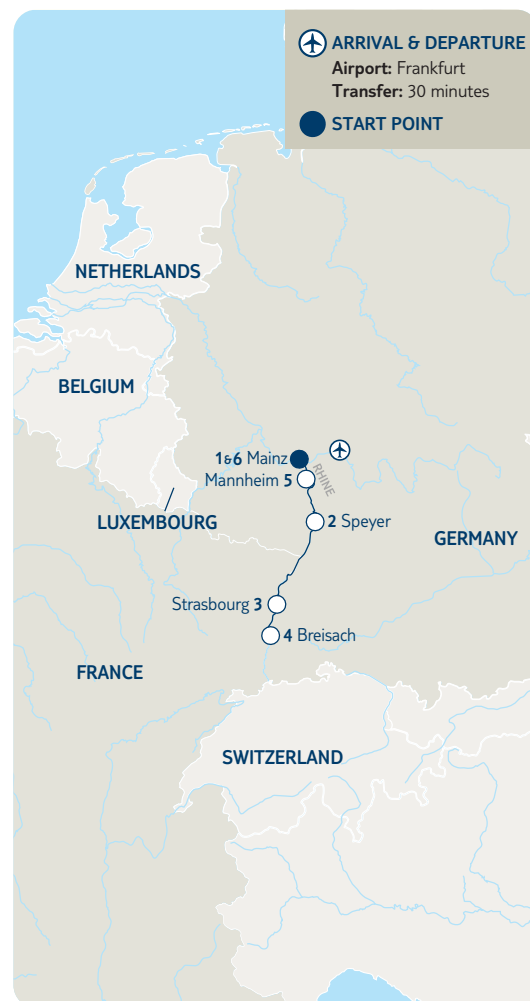 ARRIVAL & DEPARTURE
Airport: Frankfurt
Transfer: 30 minutes
START POINT
NETHERLANDS
BELGIUM
1&6 Mainz
RHINE
Mannheim 5
LUXEMBOURG
2 Speyer
GERMANY
Strasbourg 3
4 Breisach
FRANCE
SWITZERLAND